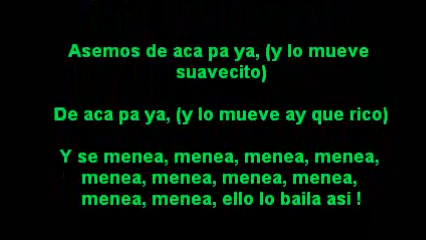 Asemos de aca pa ya, (y lo mueve
suavecito)
De aca pa ya, (y lo mueve ay que rico)
Y se menea, menea, menea, menea,
menea, menea, menea, menea,
menea, menea, ello lo baila asi !